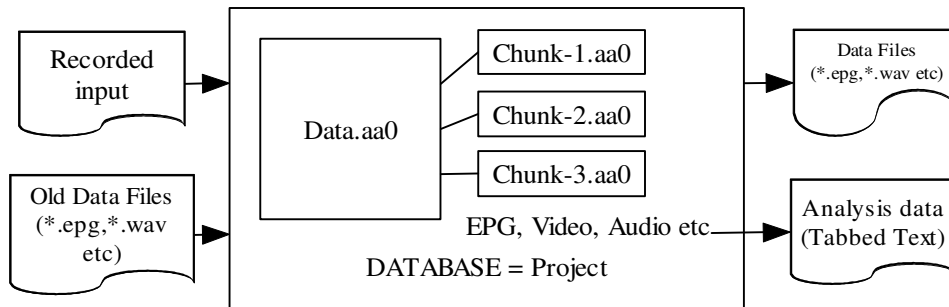 Recorded
input
Old Data Files
(*.epg,*.wav
etc)
Data.aa0
Chunk-1.aa0
Chunk-2.aa0
Chunk-3.aa0
EPG, Video, Audio etc
DATABASE = Project
Data Files
(*.epg,*.wav etc)
Analysis data
(Tabbed Text)